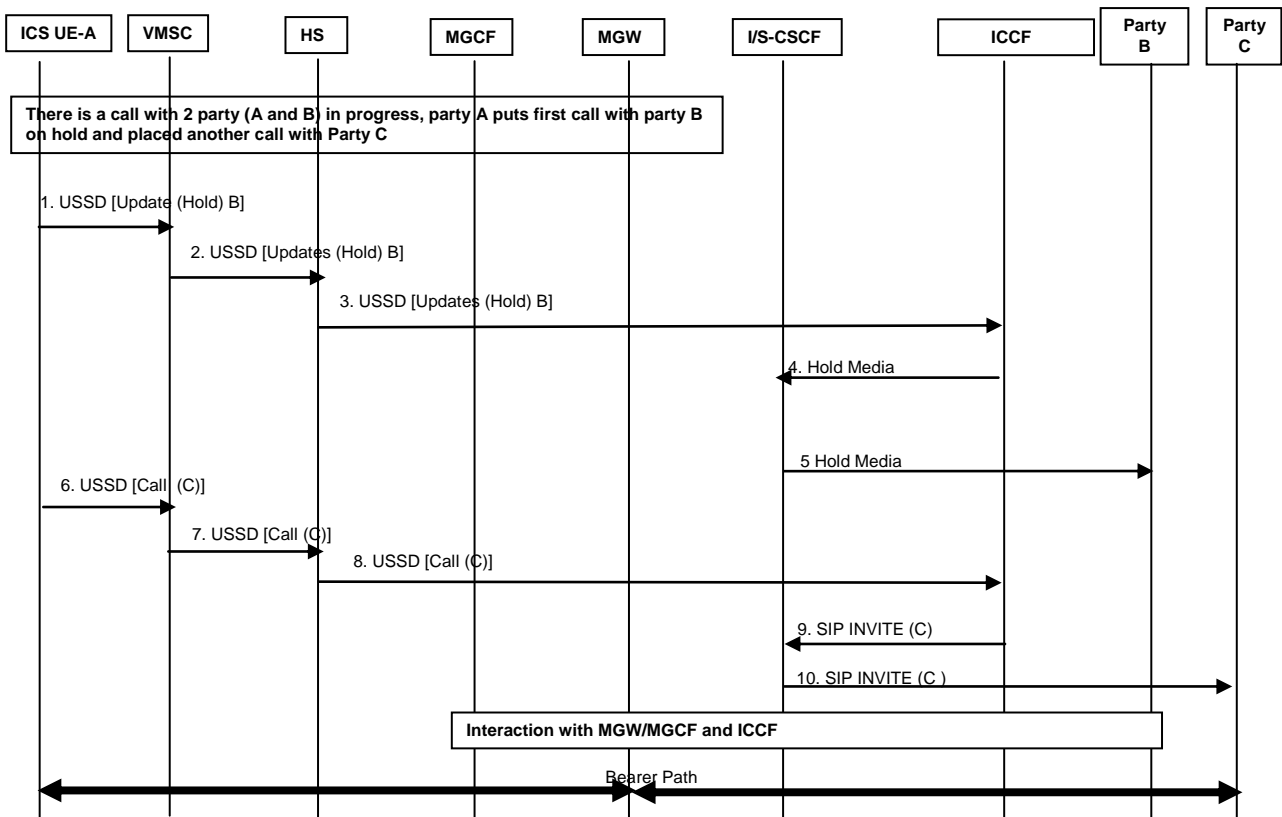 ICS UE-A
VMSC
HS
MGCF
MGW
I/S-CSCF
ICCF
Party
B
Party
C
There is a call with 2 party (A and B) in progress, party A puts first call with party B
on hold and placed another call with Party C
1. USSD [Update (Hold) B]
2. USSD [Updates (Hold) B]
3. USSD [Updates (Hold) B]
4. Hold Media
5 Hold Media
6. USSD [Call (C)]
7. USSD [Call (C)]
8. USSD [Call (C)]
9. SIP INVITE (C)
10. SIP INVITE (C )
Interaction with MGW/MGCF and ICCF
Bearer Path